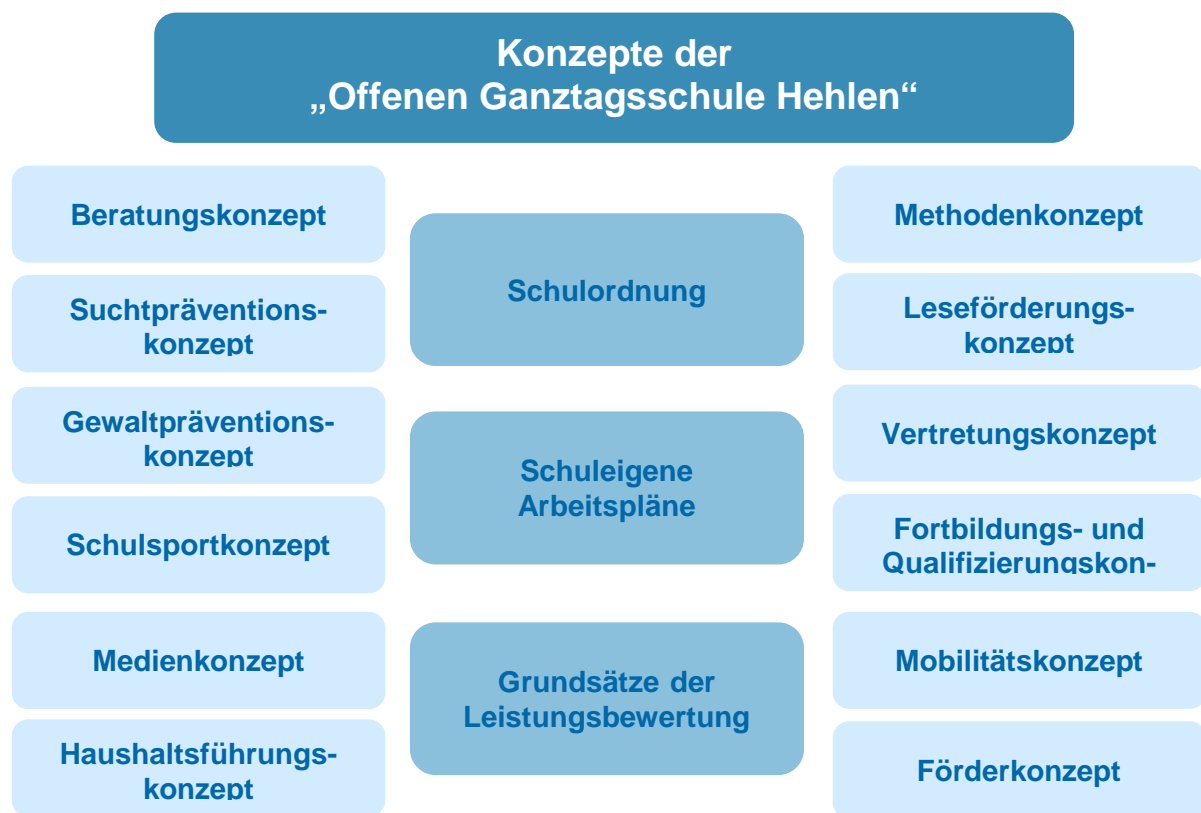 Konzepte der
„Offenen Ganztagsschule Hehlen“
Beratungskonzept
Suchtpräventions-
konzept
Gewaltpräventions-
konzept
Schulsportkonzept
Medienkonzept
Haushaltsführungs-
konzept
Schulordnung
Schuleigene
Arbeitspläne
Grundsätze der
Leistungsbewertung
Methodenkonzept
Leseförderungs-
konzept
Vertretungskonzept
Fortbildungs- und
Qualifizierungskon-
Mobilitätskonzept
Förderkonzept